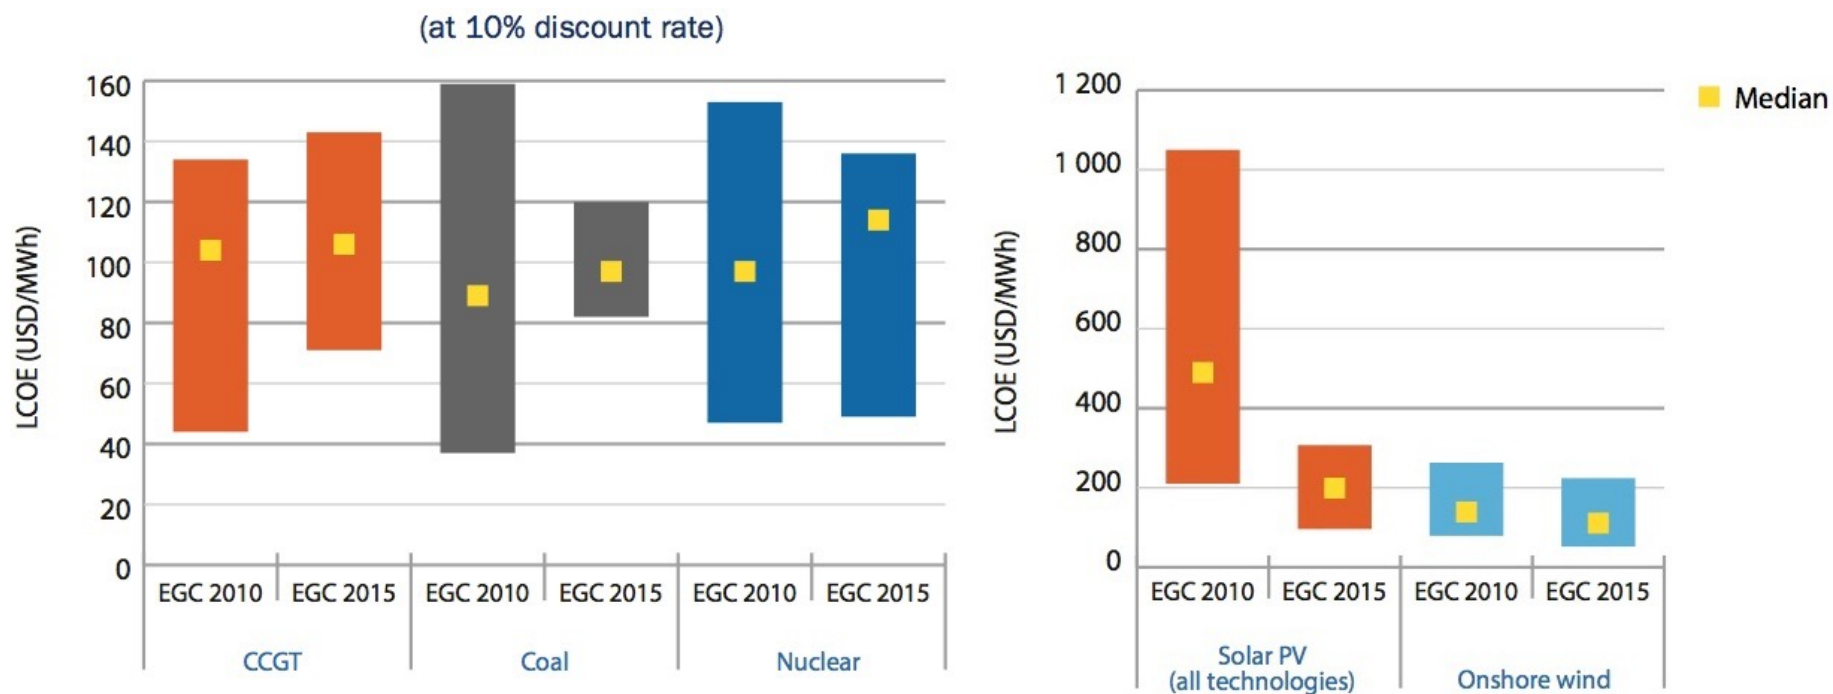 (at 10% discount rate)
LCOE (USD/MWh)
160
140
120
100
80
60
40
20
0
EGC 2010
EGC 2015
EGC 2010
EGC 2015
EGC 2010
EGC 2015
CCGT
Coal
Nuclear
LCOE (USD/MWh)
1 200
1 000
800
600
400
200
0
EGC 2010
EGC 2015
EGC 2010
EGC 2015
Solar PV
(all technologies)
Onshore wind
Median